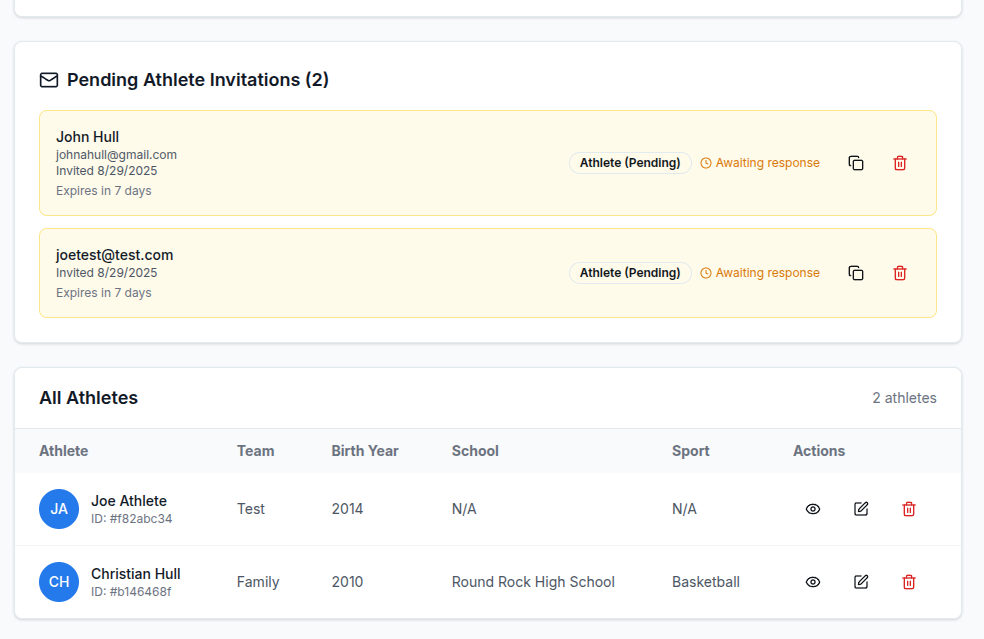 Pending Athlete Invitations (2)
John Hull
johnahull@gmail.com
Invited 8/29/2025
Expires in 7 days
Athlete (Pending)
Awaiting response
joetest@test.com
Invited 8/29/2025
Expires in 7 days
Athlete (Pending)
Awaiting response
All Athletes
2 athletes
Athlete Team Birth Year School Sport Actions
JA
Joe Athlete
ID: #f82abc34
Test 2014 N/A N/A
CH
Christian Hull
ID: #b146468f
Family 2010 Round Rock High School Basketball